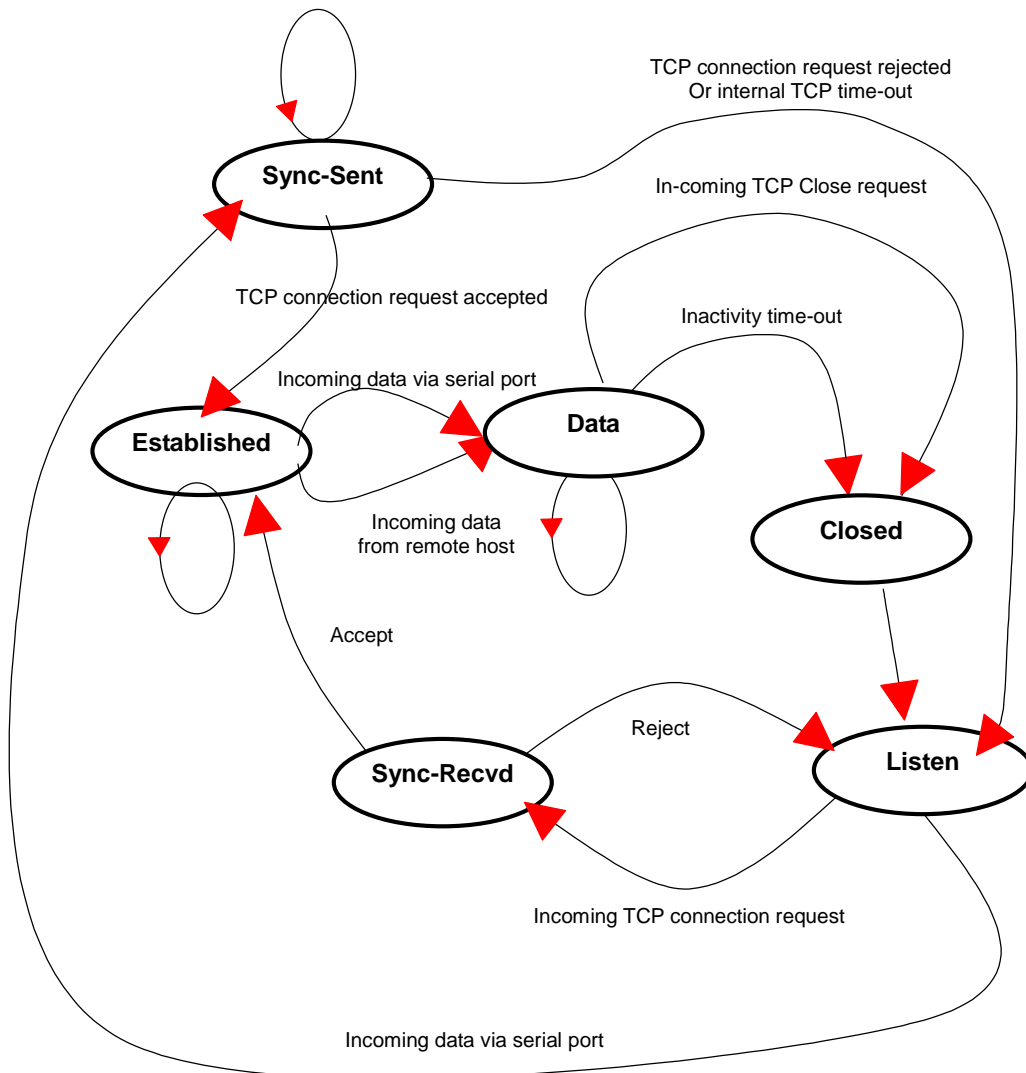 TCP connection request rejected
Or internal TCP time-out
Sync-Sent
In-coming TCP Close request
TCP connection request accepted
Inactivity time-out
Incoming data via serial port
Data
Established
Incoming data
from remote host
Closed
Accept
Reject
Sync-Recvd
Listen
Incoming TCP connection request
Incoming data via serial port